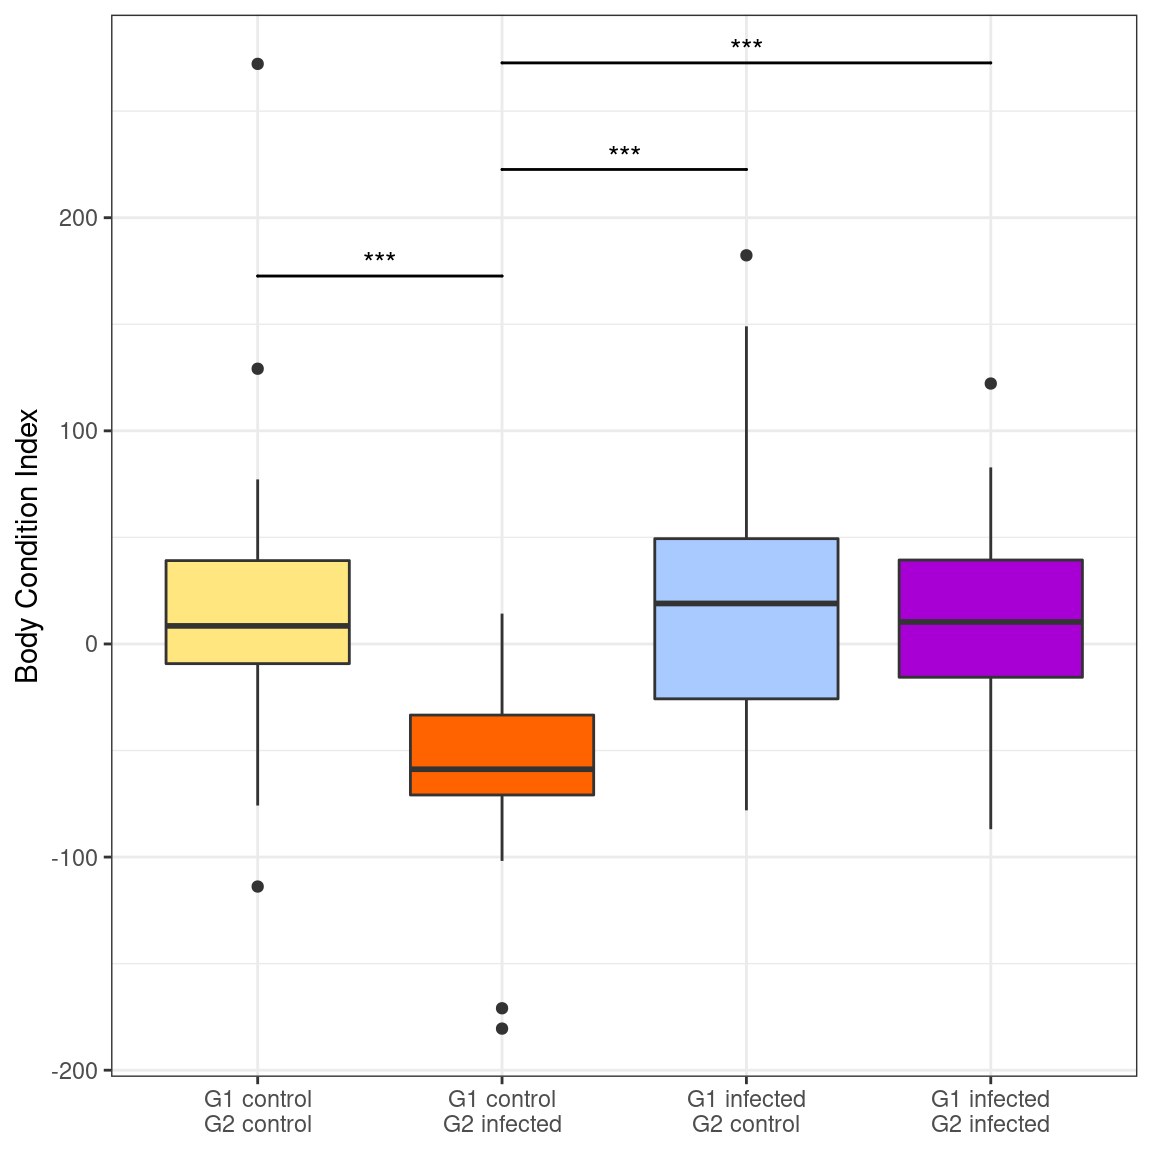 ***
***
200
***
100
Body Condition Index
0
-100
-200
G1 control
G2 control
G1 control
G2 infected
G1 infected
G2 control
G1 infected
G2 infected